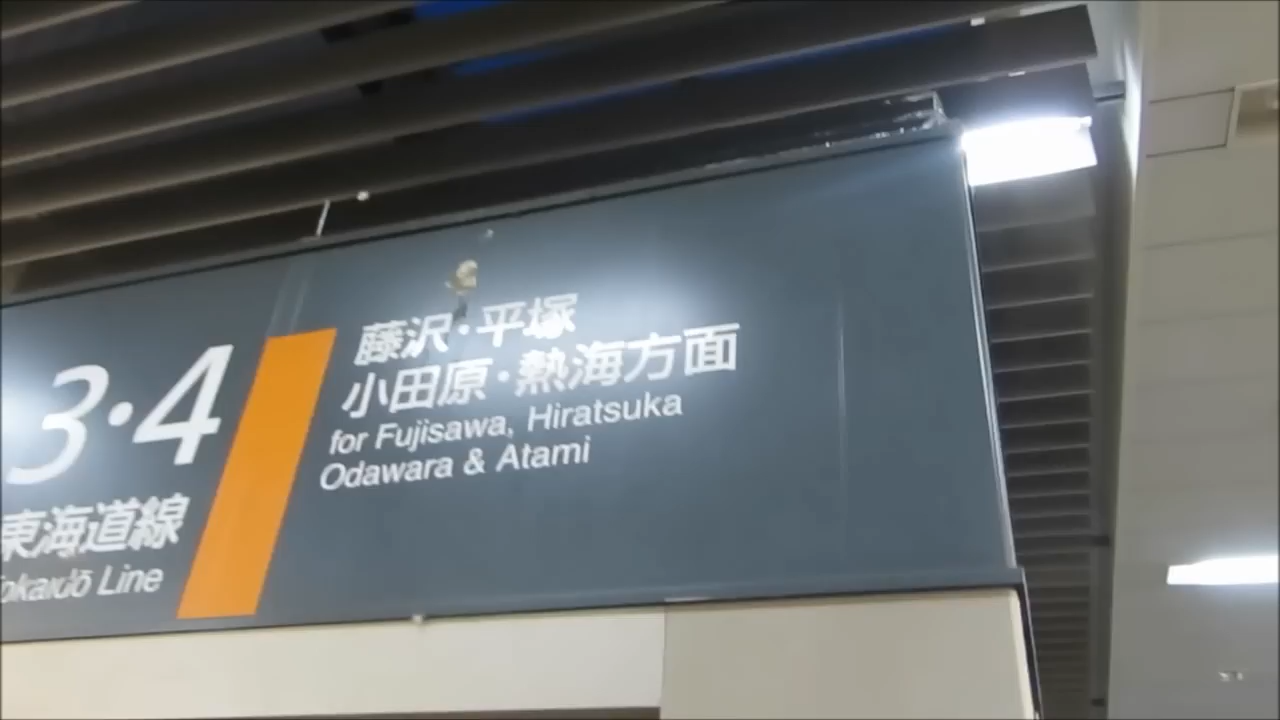 3・4
東海道線
Tokaidō Line
藤沢・平塚
小田原・熱海方面
for Fujisawa, Hiratsuka
Odawara & Atami